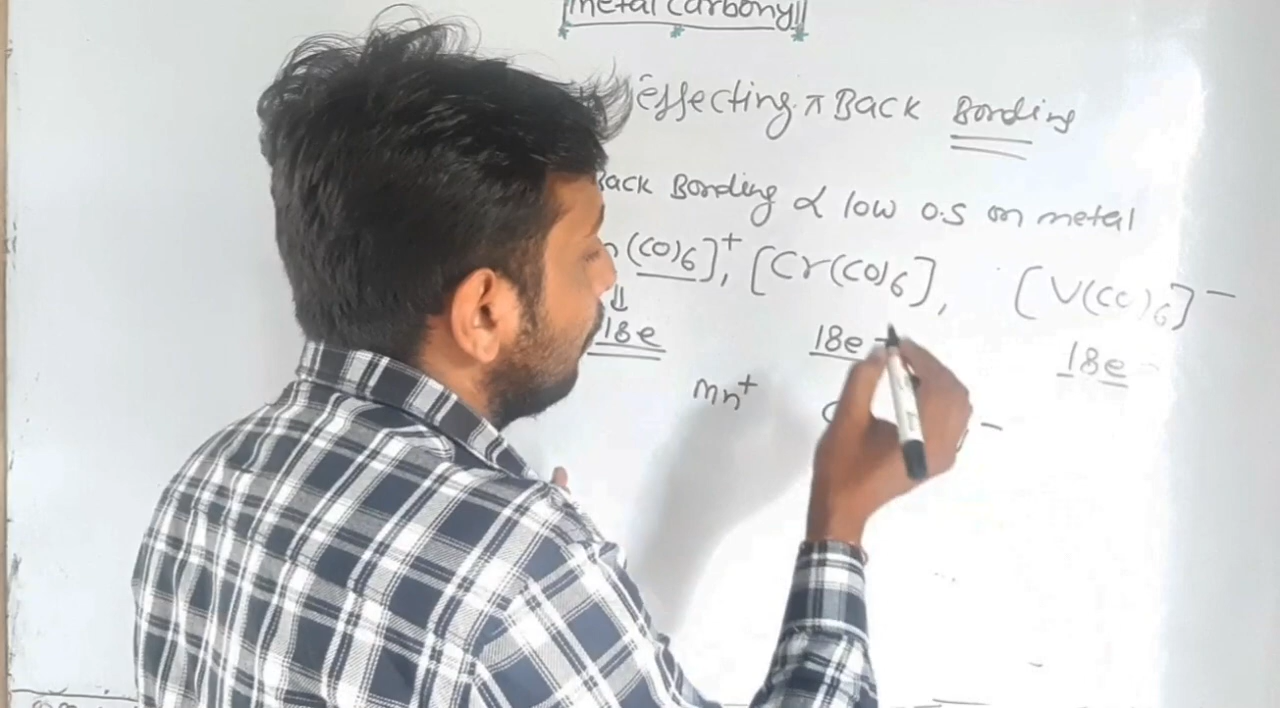 Metal Carbonyl
effecting π Back Bonding
Back Bonding ∝ low O.S on metal
(CO)6]+, [Cr(CO)6], [V(CO)6]−
⇓
18e 18e− 18e−
Mn+ −